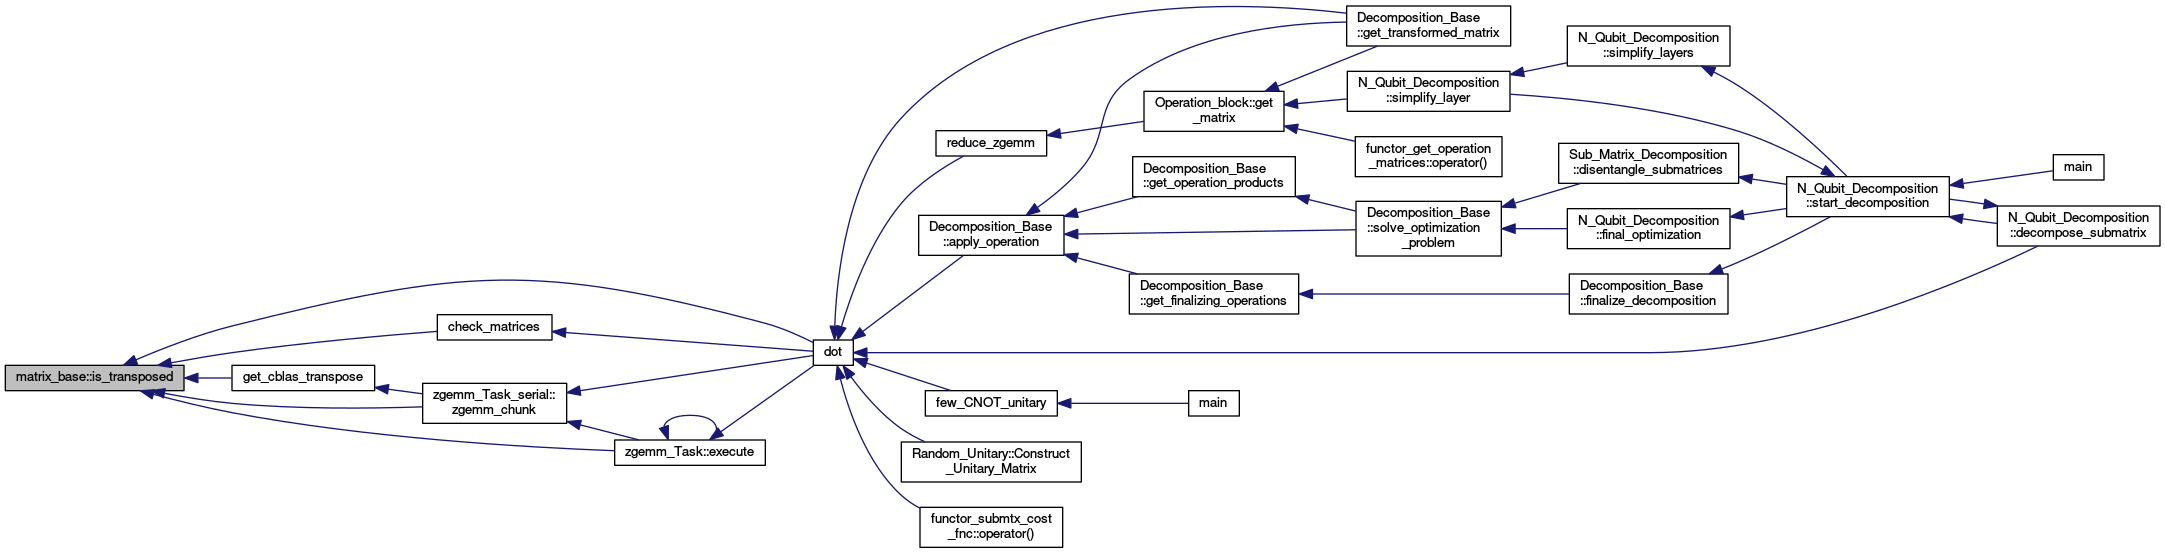 matrix_base::is_transposed
check_matrices
get_cblas_transpose
zgemm_Task_serial::
zgemm_chunk
zgemm_Task::execute
dot
reduce_zgemm
Decomposition_Base
::apply_operation
few_CNOT_unitary
Random_Unitary::Construct
_Unitary_Matrix
functor_submtx_cost
_fnc::operator()
Operation_block::get
_matrix
Decomposition_Base
::get_operation_products
Decomposition_Base
::get_finalizing_operations
main
Decomposition_Base
::get_transformed_matrix
N_Qubit_Decomposition
::simplify_layer
functor_get_operation
_matrices::operator()
Decomposition_Base
::solve_optimization
_problem
N_Qubit_Decomposition
::simplify_layers
Sub_Matrix_Decomposition
::disentangle_submatrices
N_Qubit_Decomposition
::final_optimization
Decomposition_Base
::finalize_decomposition
N_Qubit_Decomposition
::start_decomposition
main
N_Qubit_Decomposition
::decompose_submatrix